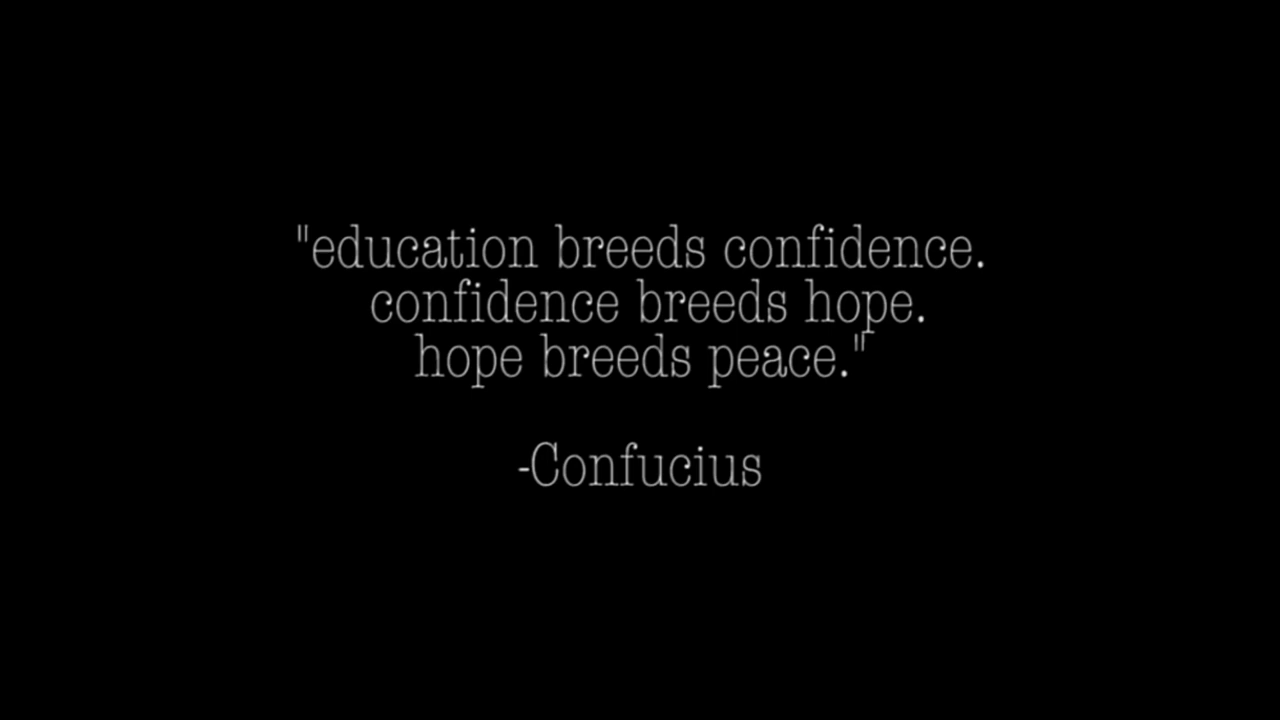 "education breeds confidence.
confidence breeds hope.
hope breeds peace."
-Confucius